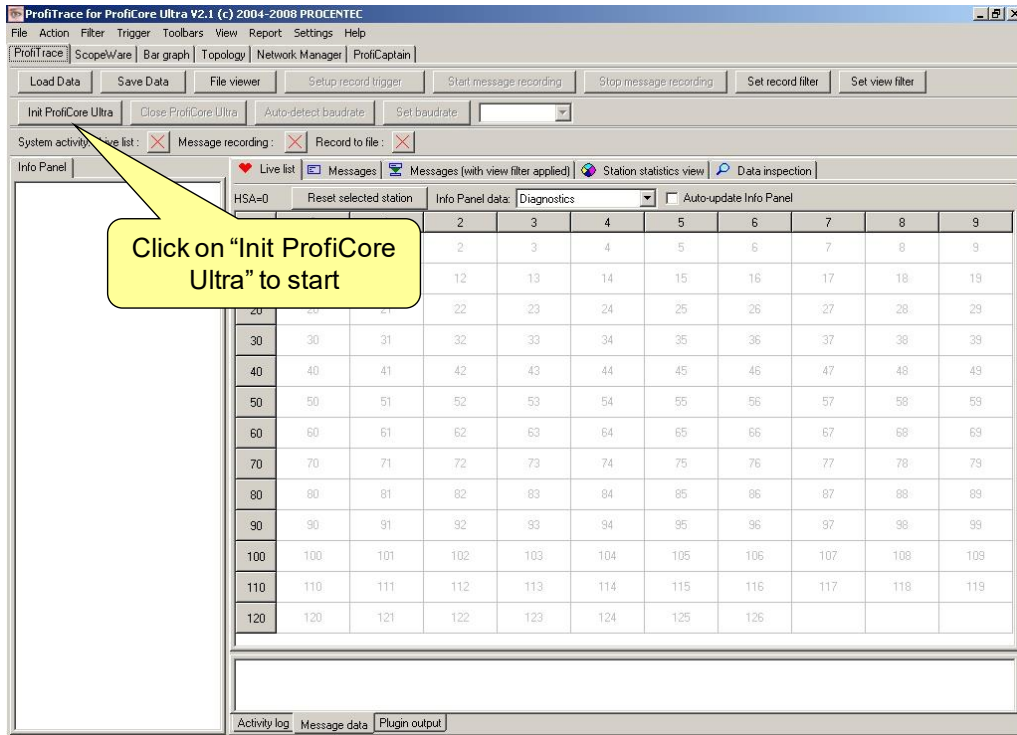 ProfiTrace for ProfiCore Ultra V2.1 (c) 2004-2008 PROCENTEC
File Action Filter Trigger Toolbars View Report Settings Help
ProfiTrace ScopeWare Bar graph Topology Network Manager ProfiCaptain
Load Data Save Data File viewer Setup record trigger Start message recording Stop message recording Set record filter Set view filter
Init ProfiCore Ultra Close ProfiCore Ultra Auto-detect baudrate Set baudrate
System activity: list : Message recording : Record to file :
Info Panel Live list Messages Messages (with view filter applied) Station statistics view Data inspection
HSA=0 Reset selected station Info Panel data: Diagnostics Auto-update Info Panel
Click on “Init ProfiCore
Ultra” to start
2 3 4 5 6 7 8 9
2 3 4 5 6 7 8 9
12 13 14 15 16 17 18 19
20 20 21 22 23 24 25 26 27 28 29
30 30 31 32 33 34 35 36 37 38 39
40 40 41 42 43 44 45 46 47 48 49
50 50 51 52 53 54 55 56 57 58 59
60 60 61 62 63 64 65 66 67 68 69
70 70 71 72 73 74 75 76 77 78 79
80 80 81 82 83 84 85 86 87 88 89
90 90 91 92 93 94 95 96 97 98 99
100 100 101 102 103 104 105 106 107 108 109
110 110 111 112 113 114 115 116 117 118 119
120 120 121 122 123 124 125 126
Activity log Message data Plugin output